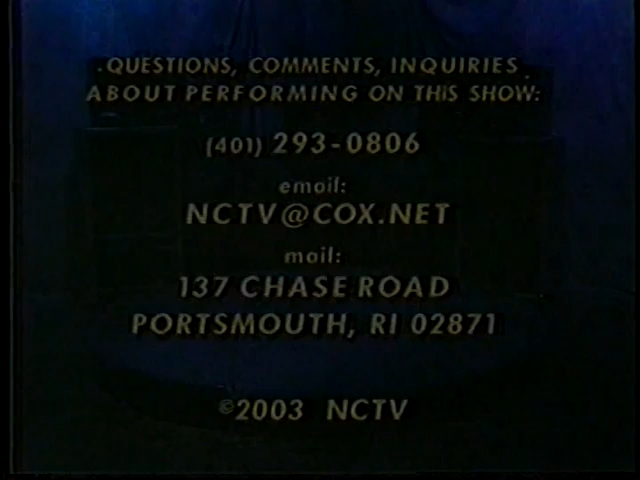 QUESTIONS, COMMENTS, INQUIRIES
ABOUT PERFORMING ON THIS SHOW:
(401) 293-0806
email:
NCTV@COX.NET
mail:
137 CHASE ROAD
PORTSMOUTH, RI 02871
©2003 NCTV